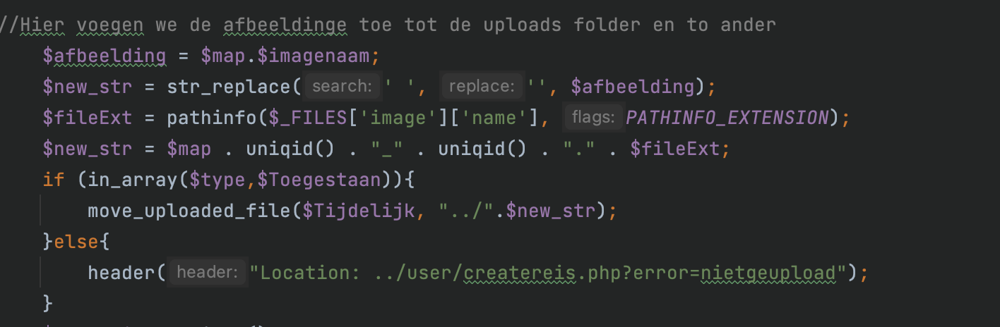 //Hier voegen we de afbeeldinge toe tot de uploads folder en to ander
$afbeelding = $map.$imagenaam;
$new_str = str_replace( search: ' ', replace: '', $afbeelding);
$fileExt = pathinfo($_FILES['image']['name'], flags: PATHINFO_EXTENSION);
$new_str = $map . uniqid() . "_" . uniqid() . "." . $fileExt;
if (in_array($type,$Toegestaan)){
move_uploaded_file($Tijdelijk, "../".$new_str);
}else{
header( header: "Location: ../user/createreis.php?error=nietgeupload");
}